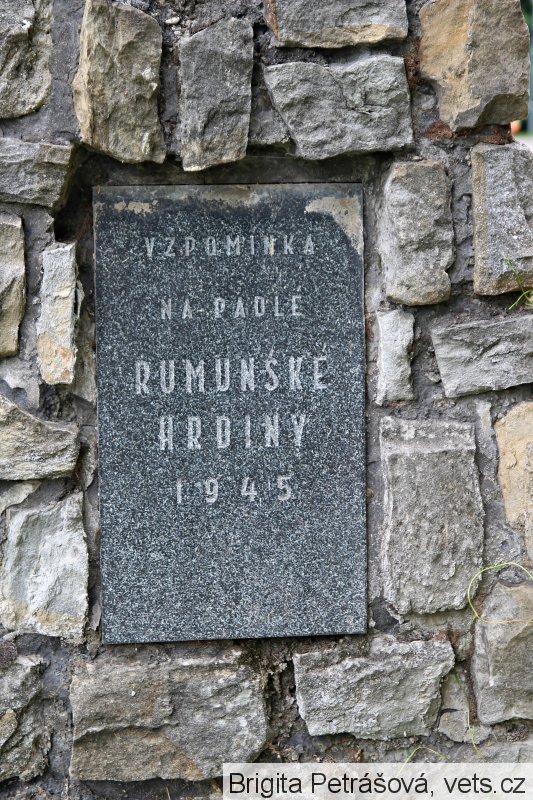 VZPOMÍNKA
NA PADLÉ
RUMUNSKÉ
HRDINY
1945
Brigita Petrášová, vets.cz